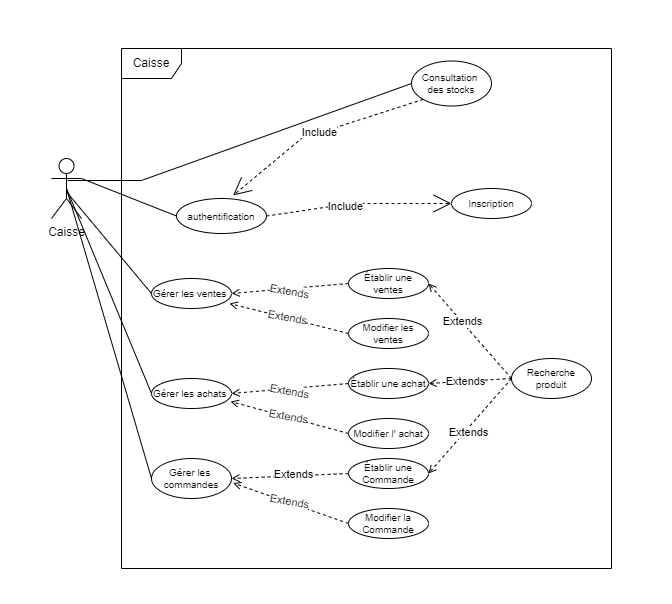 Caisse
Consultation
des stocks
Include
authentification
Include
Inscription
Caisse
Établir une
ventes
Gérer les ventes
Extends
Extends
Modifier les
ventes
Extends
Recherche
produit
Gérer les achats
Extends
Établir une achat
Extends
Extends
Modifier l' achat
Extends
Gérer les
commandes
Extends
Établir une
Commande
Extends
Modifier la
Commande